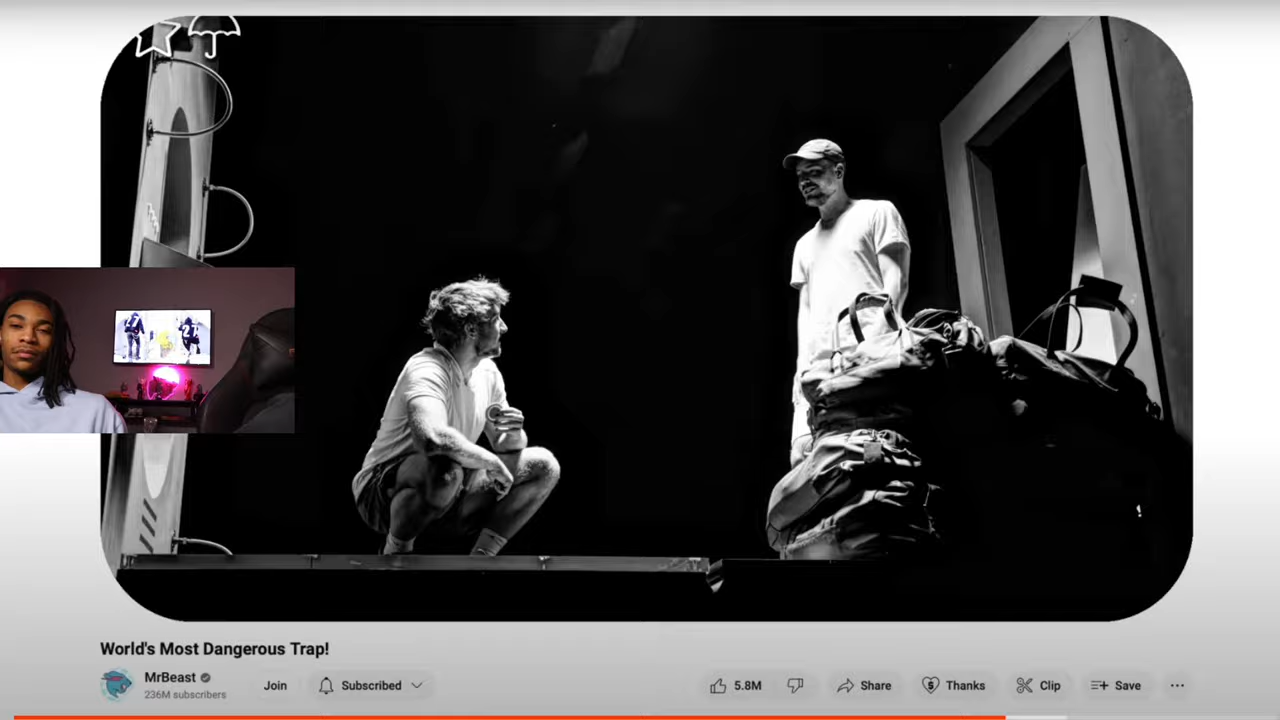 World's Most Dangerous Trap!
MrBeast
236M subscribers
Join
Subscribed
5.8M
Share
Thanks
Clip
Save